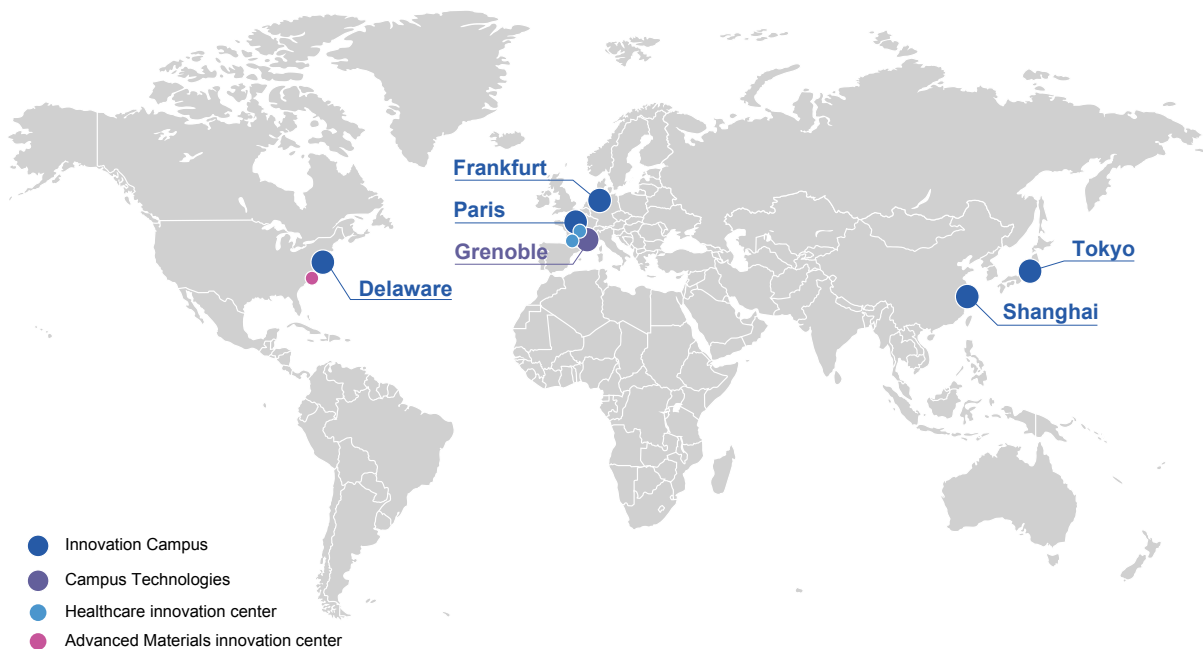 Frankfurt
Paris
Grenoble
Delaware
Tokyo
Shanghai
Innovation Campus
Campus Technologies
Healthcare innovation center
Advanced Materials innovation center